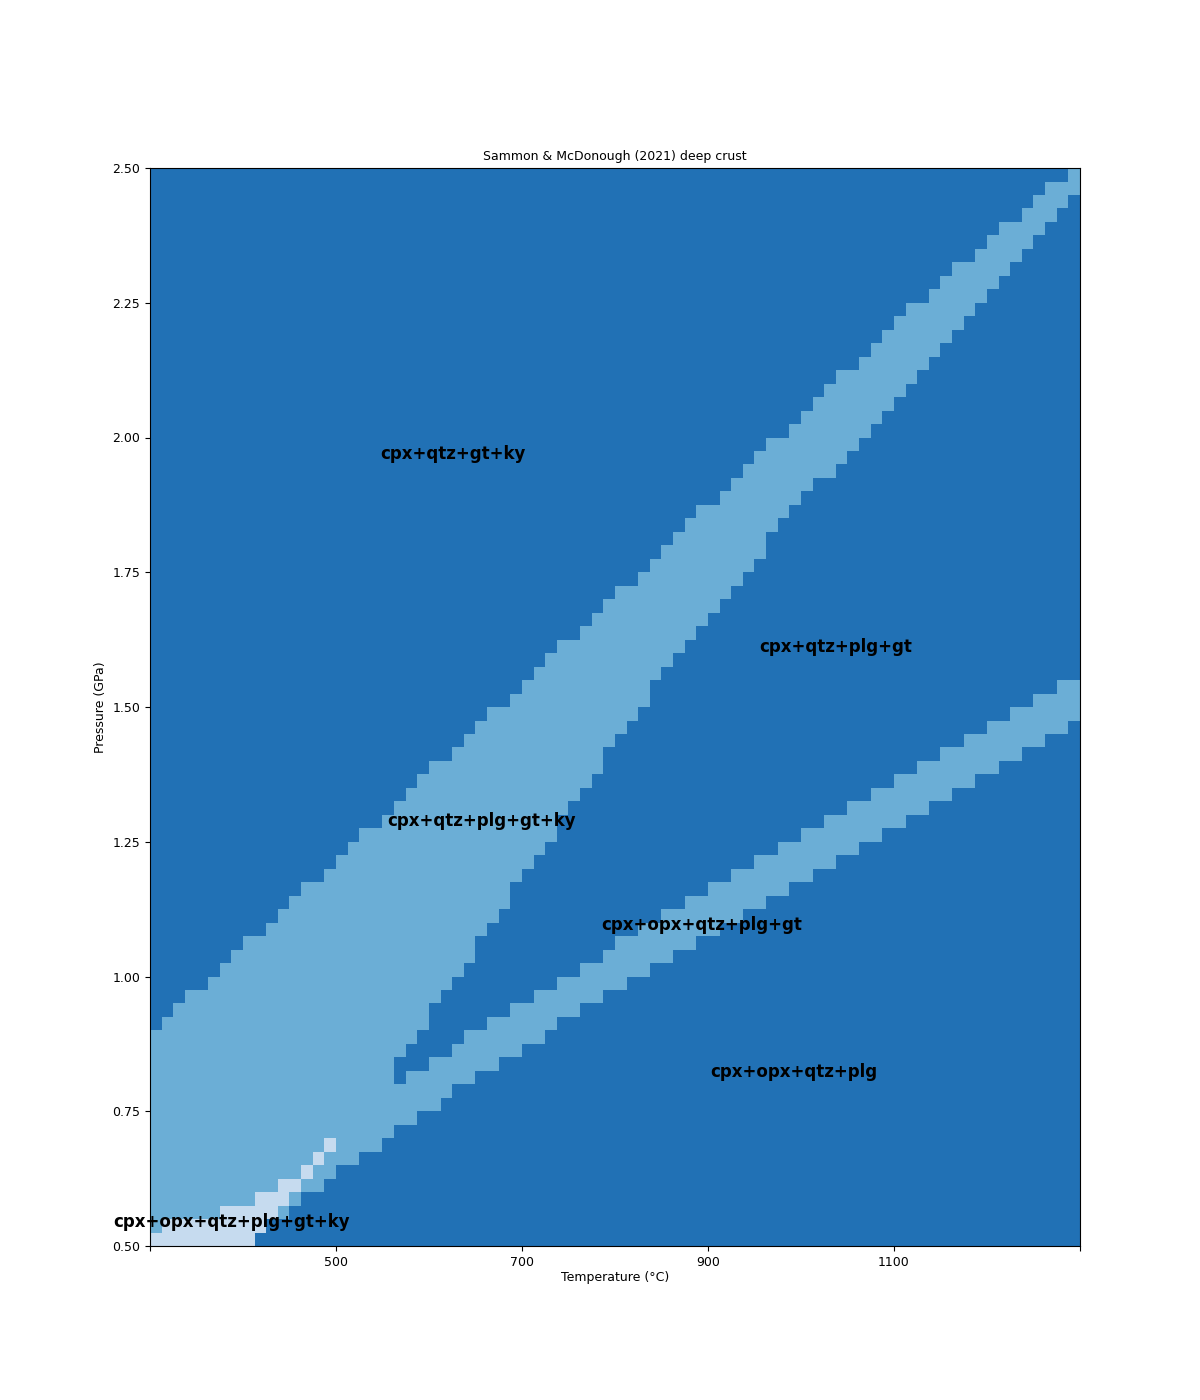 Sammon & McDonough (2021) deep crust
2.50
2.25
2.00
cpx+qtz+gt+ky
1.75
cpx+qtz+plg+gt
Pressure (GPa)
1.50
cpx+qtz+plg+gt+ky
1.25
cpx+opx+qtz+plg+gt
1.00
cpx+opx+qtz+plg
0.75
cpx+opx+qtz+plg+gt+ky
0.50
500 700 900 1100
Temperature (°C)